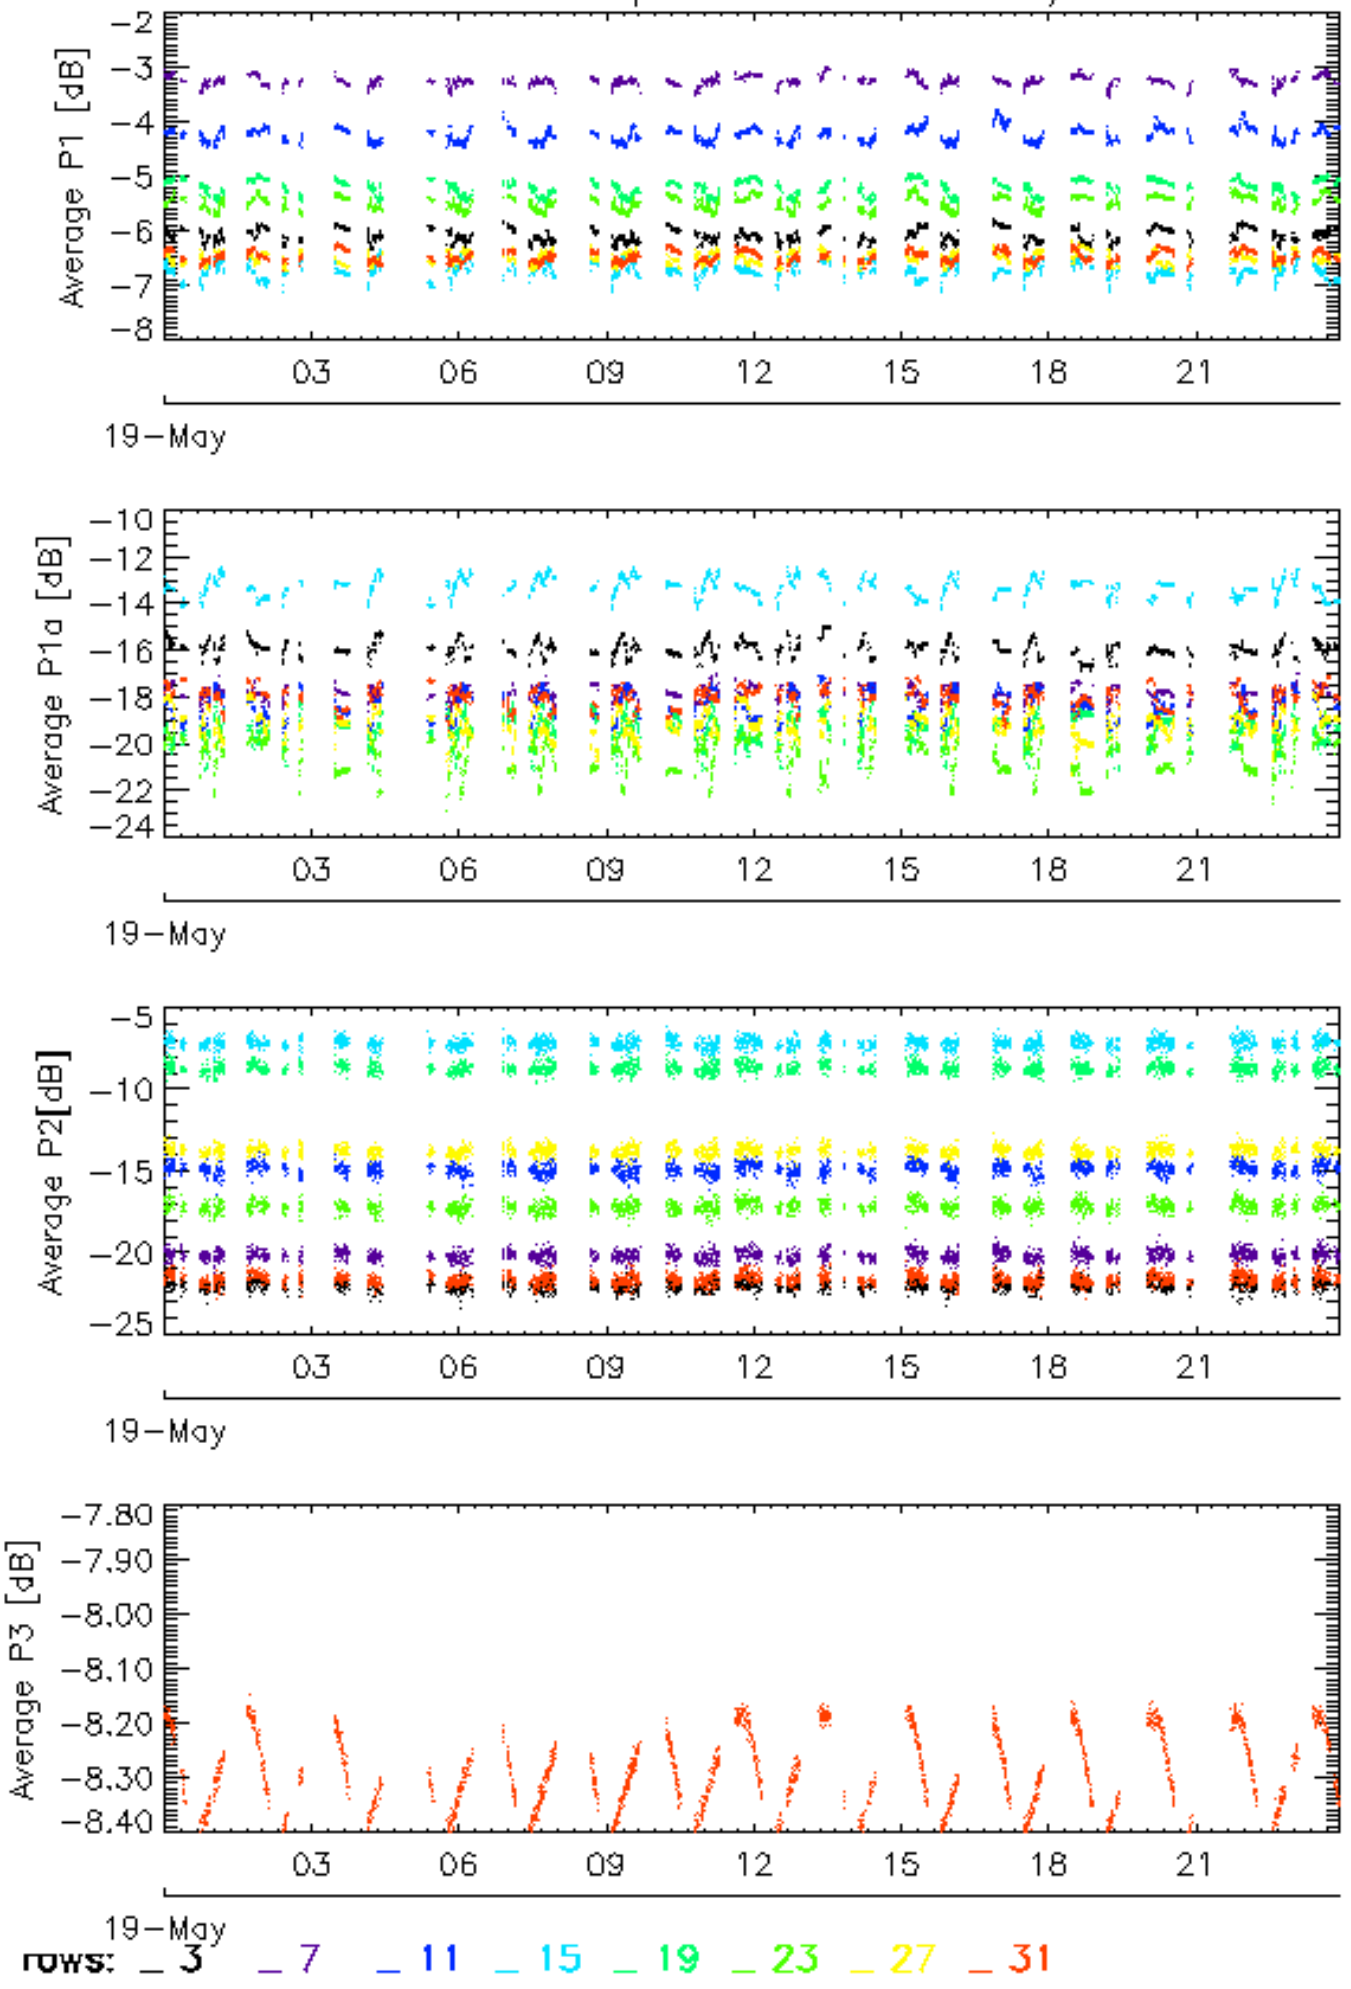 -2
-3
-4
-5
-6
-7
-8
Average P1 [dB]
03 06 09 12 15 18 21
19-May
-10
-12
-14
-16
-18
-20
-22
-24
Average P1a [dB]
03 06 09 12 15 18 21
19-May
-5
-10
-15
-20
-25
Average P2[dB]
03 06 09 12 15 18 21
19-May
-7.80
-7.90
-8.00
-8.10
-8.20
-8.30
-8.40
Average P3 [dB]
03 06 09 12 15 18 21
19-May
rows: _ 3 _ 7 _ 11 _ 15 _ 19 _ 23 _ 27 _ 31